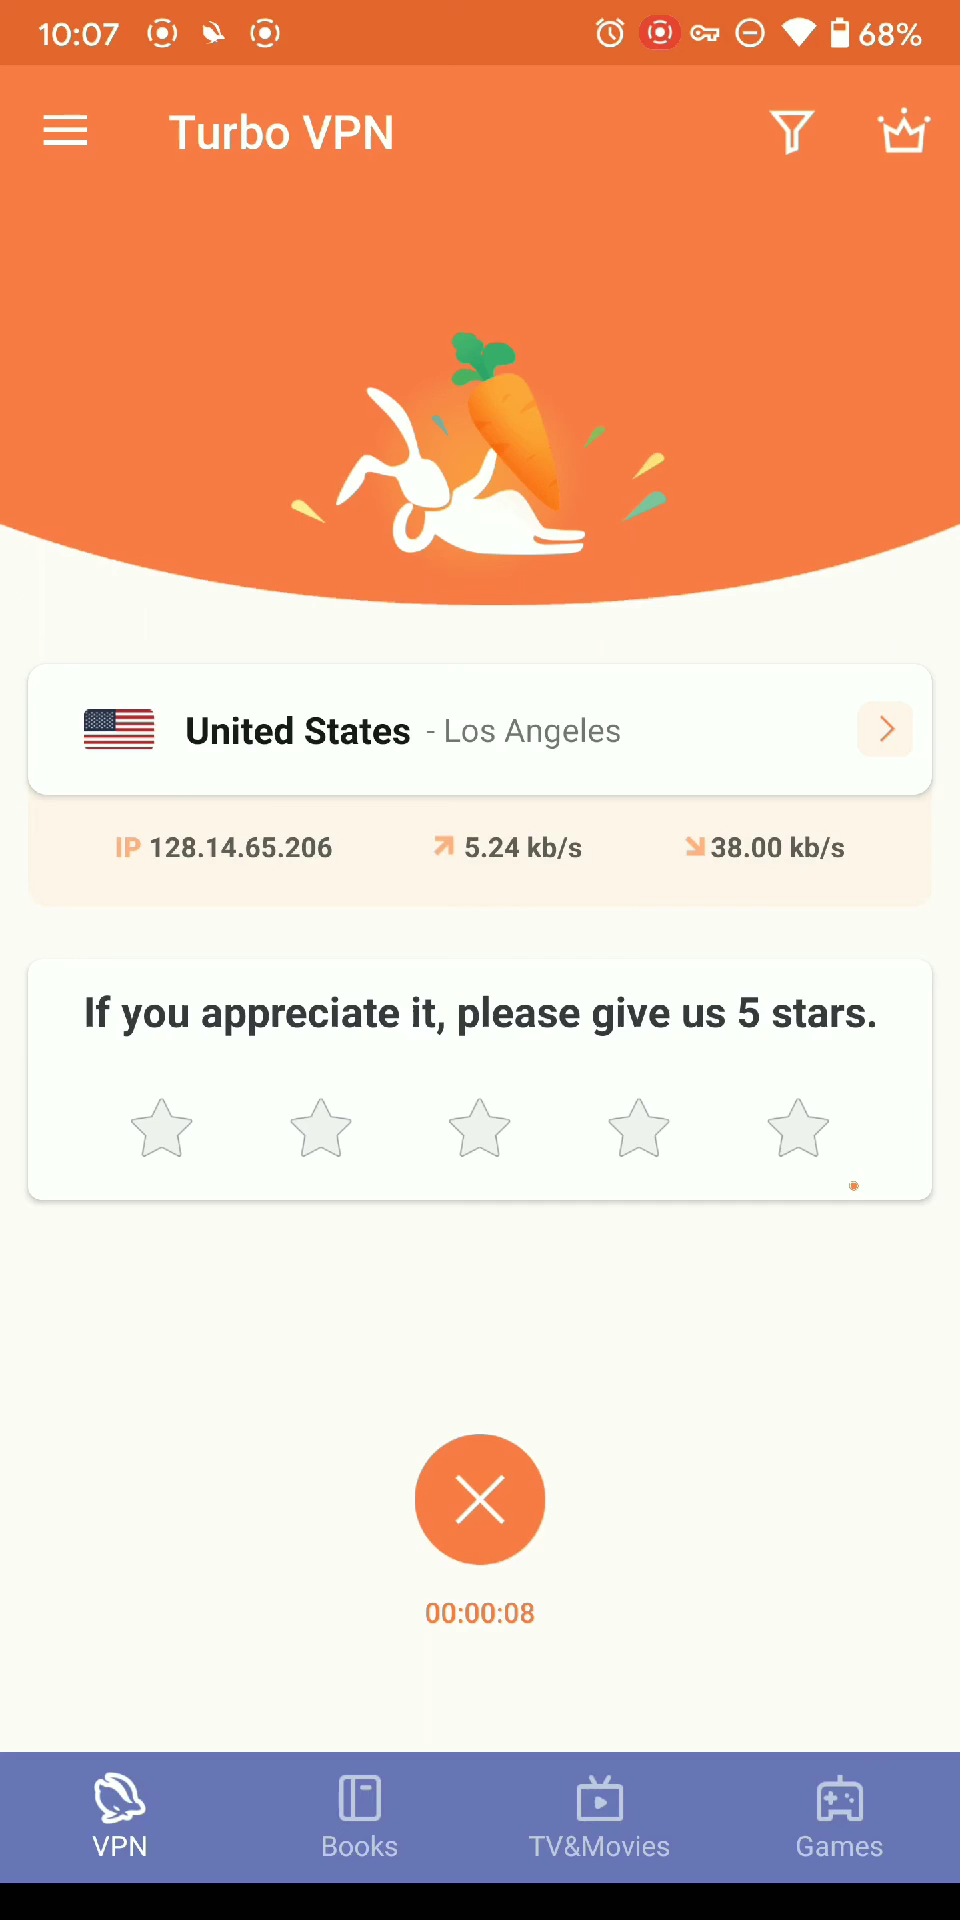 10:07
68%
Turbo VPN
United States - Los Angeles
IP 128.14.65.206
5.24 kb/s
38.00 kb/s
If you appreciate it, please give us 5 stars.
00:00:08
VPN
Books
TV&Movies
Games